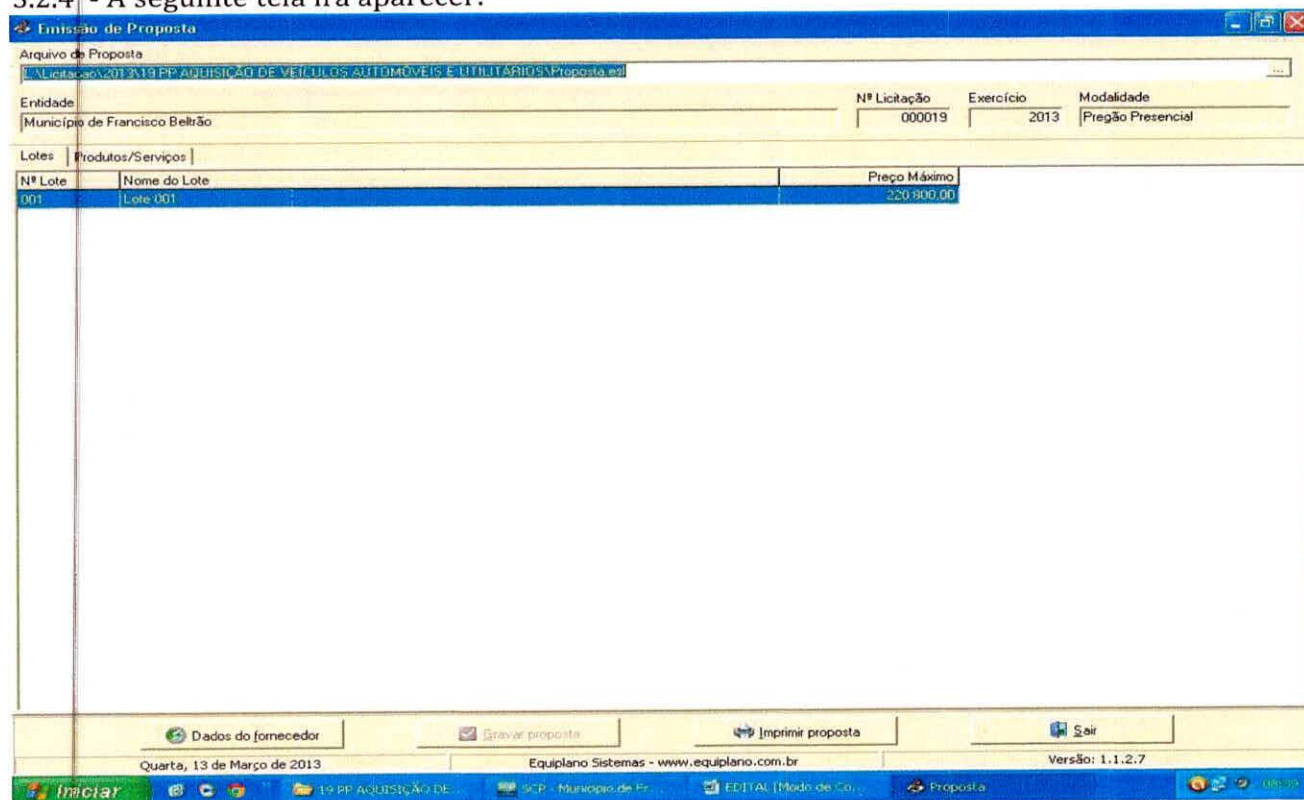 3.2.4 - A seguinte tela irá aparecer:
Emissão de Proposta
Arquivo de Proposta
L:\Licitacao\2013\19 PP AQUISIÇÃO DE VEÍCULOS AUTOMÓVEIS E UTILITÁRIOS\Proposta.esl
...
Entidade Nº Licitação Exercício Modalidade
Município de Francisco Beltrão 000019 2013 Pregão Presencial
Lotes Produtos/Serviços
Nº Lote Nome do Lote Preço Máximo
001 Lote 001 220.800,00
Dados do fornecedor Gravar proposta Imprimir proposta Sair
Quarta, 13 de Março de 2013 Equiplano Sistemas - www.equiplano.com.br Versão: 1.1.2.7
Iniciar 19 PP AQUISIÇÃO DE... SCP - Município de Fr... EDITAL [Modo de Co... Proposta